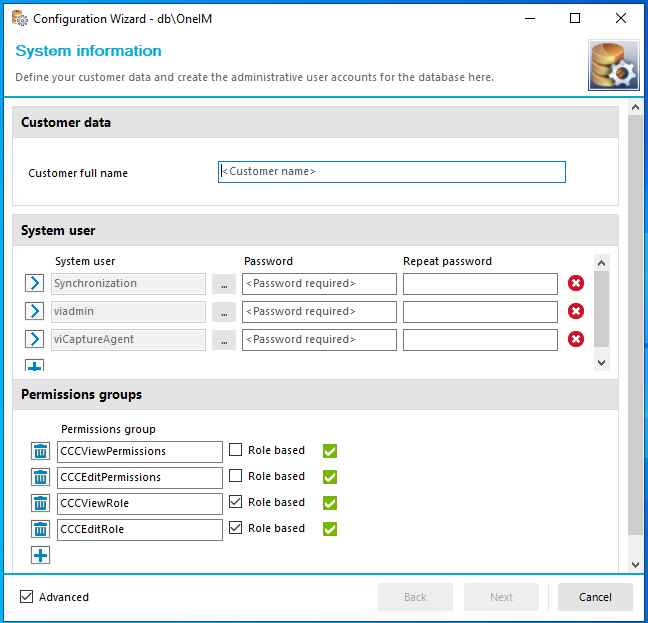 Configuration Wizard - db\OneIM
System information
Define your customer data and create the administrative user accounts for the database here.
Customer data
Customer full name <Customer name>
System user
System user Password Repeat password
Synchronization ... <Password required>
viadmin ... <Password required>
viCaptureAgent ... <Password required>
Permissions groups
Permissions group
CCCViewPermissions Role based
CCCEditPermissions Role based
CCCViewRole Role based
CCCEditRole Role based
Advanced Back Next Cancel